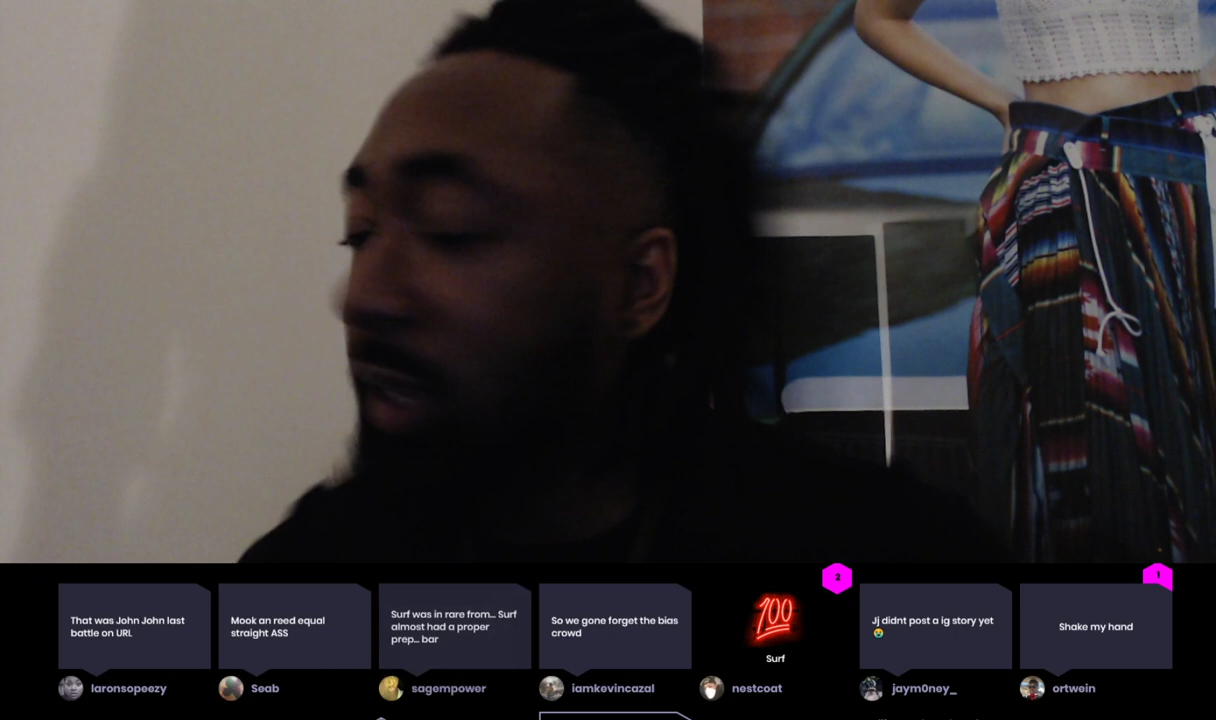 2
1
That was John John last
battle on URL
Mook an reed equal
straight ASS
Surf was in rare from... Surf
almost had a proper
prep... bar
So we gone forget the bias
crowd
100
Surf
Jj didnt post a ig story yet
😭
Shake my hand
laronsopeezy
Seab
sagempower
iamkevincazal
nestcoat
jaym0ney_
ortwein